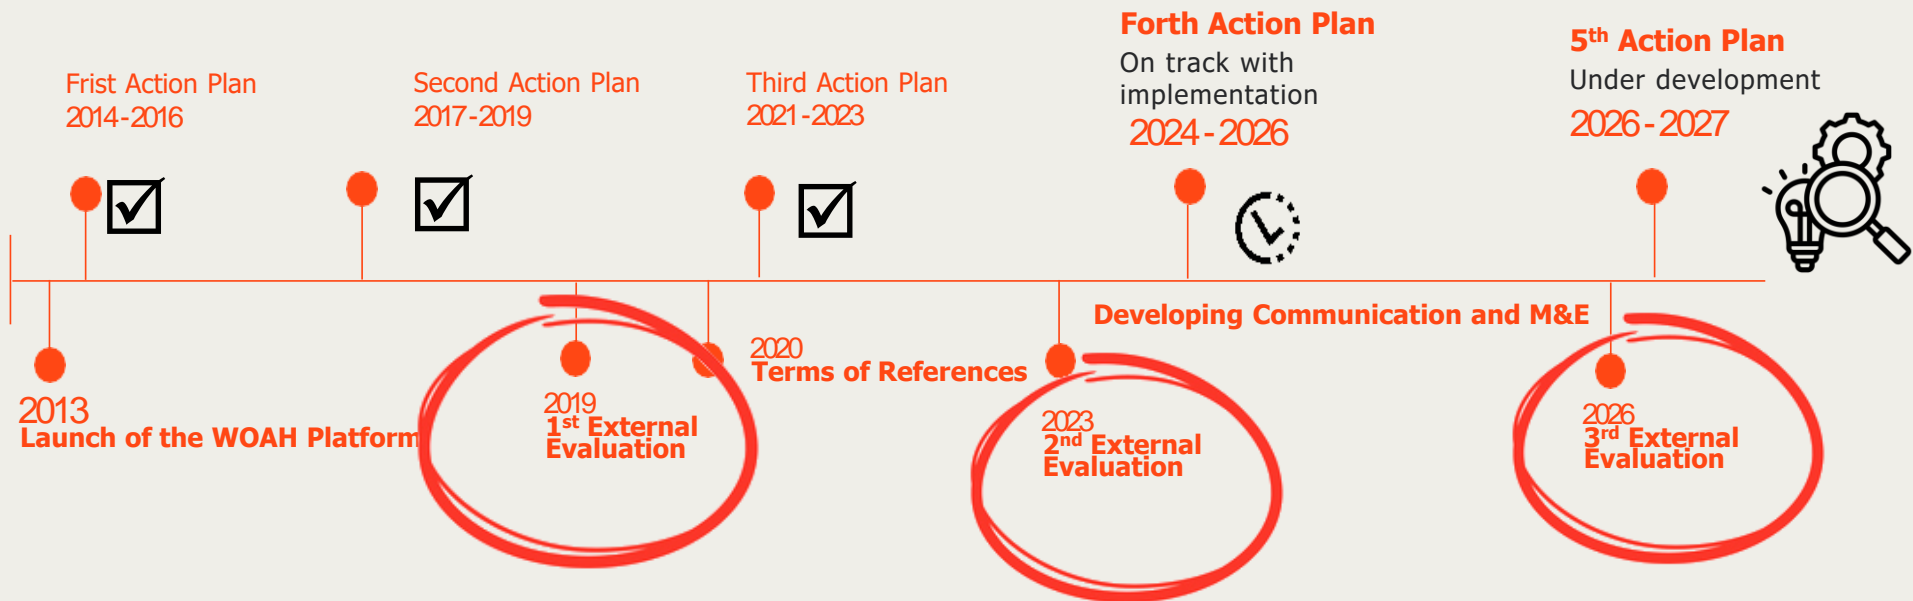 Frist Action Plan
2014-2016
Second Action Plan
2017-2019
Third Action Plan
2021-2023
Forth Action Plan
On track with
implementation
2024-2026
5th Action Plan
Under development
2026-2027
2013
Launch of the WOAH Platform
2019
1st External
Evaluation
2020
Terms of References
2023
2nd External
Evaluation
Developing Communication and M&E
2026
3rd External
Evaluation